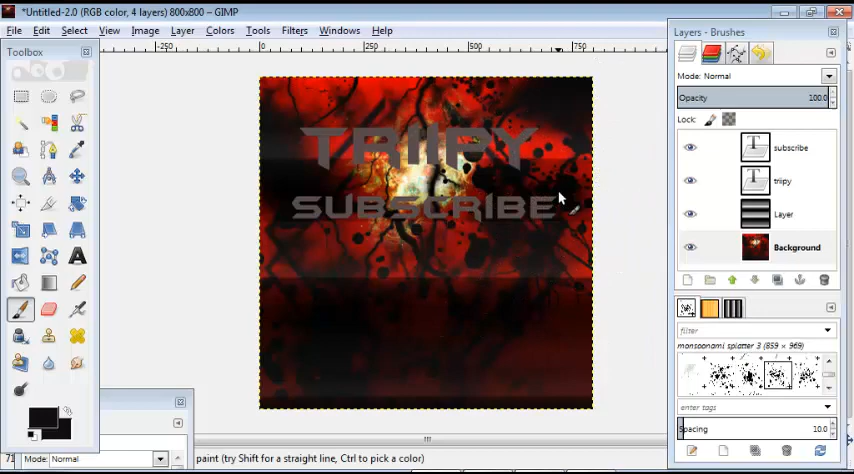 *Untitled-2.0 (RGB color, 4 layers) 800x800 – GIMP
File Edit Select View Image Layer Colors Tools Filters Windows Help
Toolbox
0 250 500 750
TRIIPY
SUBSCRIBE
Layers - Brushes
Mode: Normal
Opacity 100.0
Lock:
subscribe
triipy
Layer
Background
filter
monsoonami splatter 3 (859 × 969)
enter tags
Spacing 10.0
71
Mode: Normal
paint (try Shift for a straight line, Ctrl to pick a color)